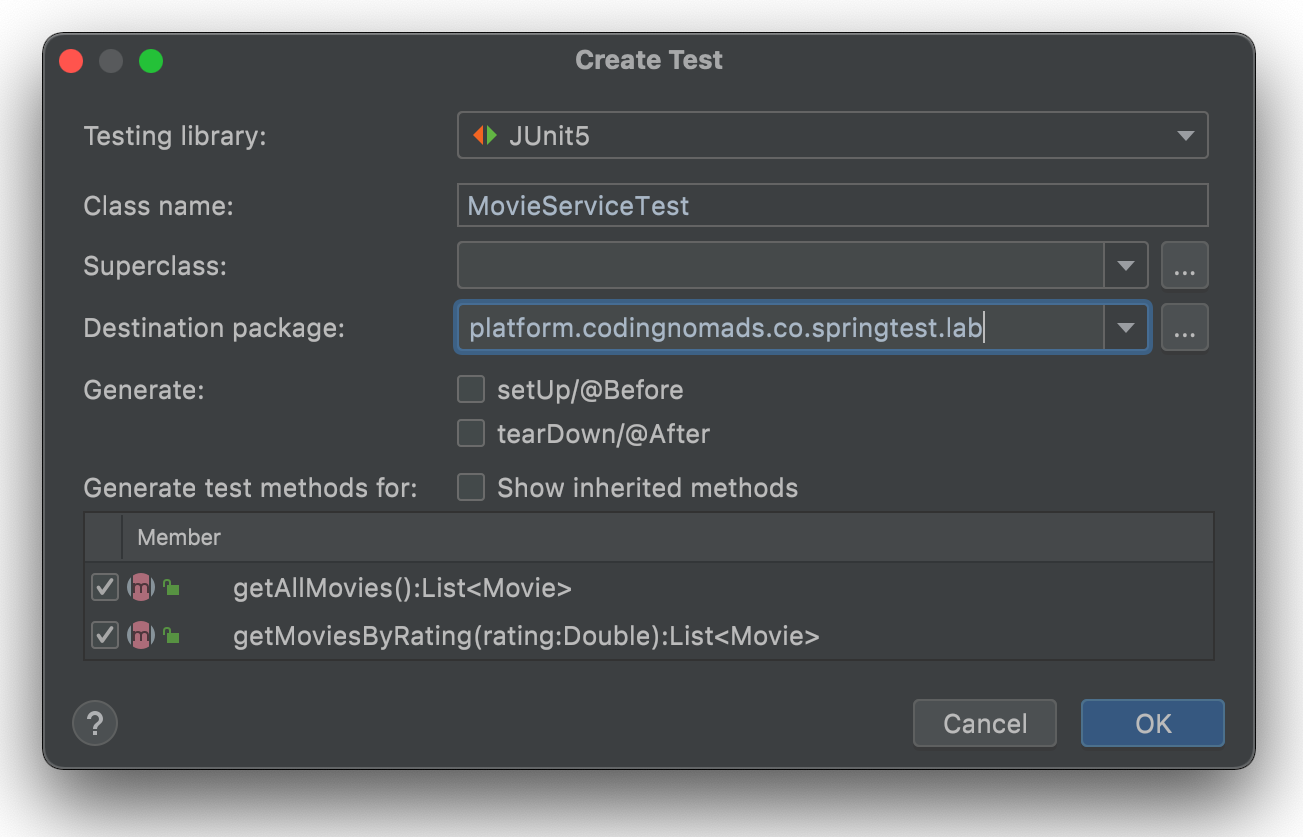 Create Test
Testing library: JUnit5
Class name: MovieServiceTest
Superclass: ...
Destination package: platform.codingnomads.co.springtest.lab ...
Generate: setUp/@Before
tearDown/@After
Generate test methods for: Show inherited methods
Member
m getAllMovies():List<Movie>
m getMoviesByRating(rating:Double):List<Movie>
? Cancel OK